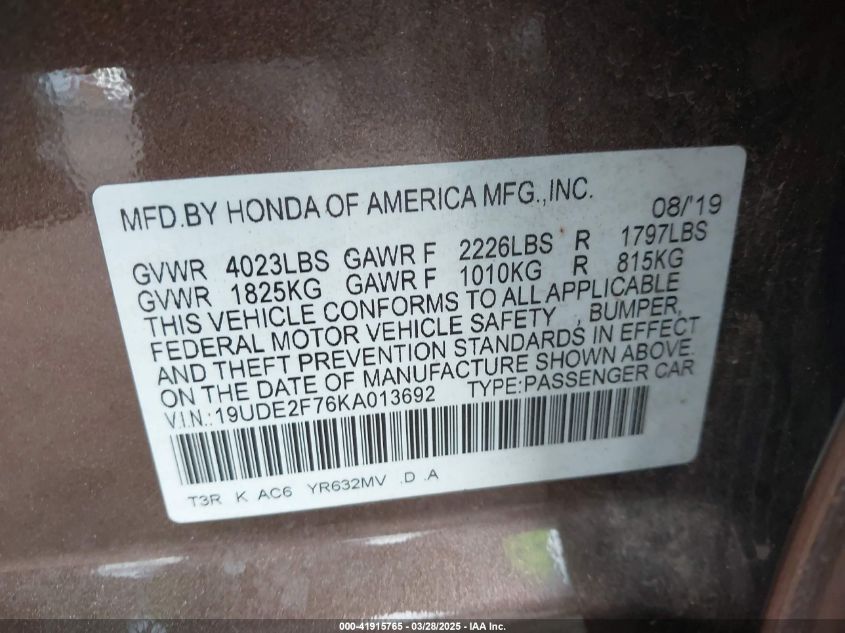 MFD.BY HONDA OF AMERICA MFG.,INC. 08/'19
GVWR 4023LBS GAWR F 2226LBS R 1797LBS
GVWR 1825KG GAWR F 1010KG R 815KG
THIS VEHICLE CONFORMS TO ALL APPLICABLE
FEDERAL MOTOR VEHICLE SAFETY , BUMPER,
AND THEFT PREVENTION STANDARDS IN EFFECT
ON THE DATE OF MANUFACTURE SHOWN ABOVE.
V.I.N.:19UDE2F76KA013692 TYPE:PASSENGER CAR
T3R K AC6 YR632MV .D .A
000-41915765 - 03/28/2025 - IAA Inc.